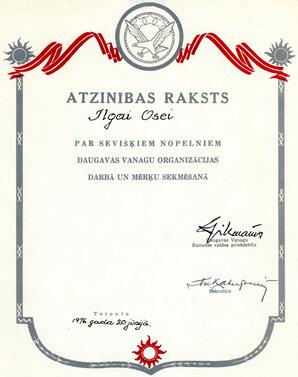 ATZINĪBAS RAKSTS
Ilgai Osei
PAR SEVIŠĶIEM NOPELNIEM
DAUGAVAS VANAGU ORGANIZĀCIJAS
DARBĀ UN MĒRĶU SEKMĒŠANĀ
Daugavas Vanagu
Kanadas valdes priekšsēdis
Sekretārs
Toronto
1976 gada 20 jūnijā.